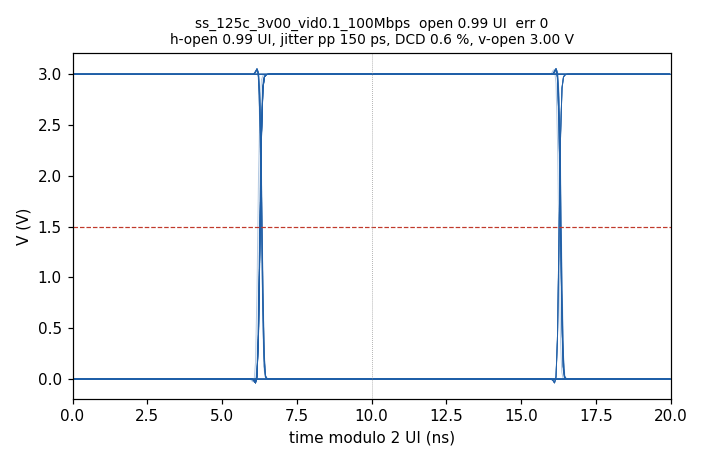 ss_125c_3v00_vid0.1_100Mbps  open 0.99 UI  err 0
h-open 0.99 UI, jitter pp 150 ps, DCD 0.6 %, v-open 3.00 V
3.0
2.5
2.0
1.5
1.0
0.5
0.0
V (V)
0.0 2.5 5.0 7.5 10.0 12.5 15.0 17.5 20.0
time modulo 2 UI (ns)